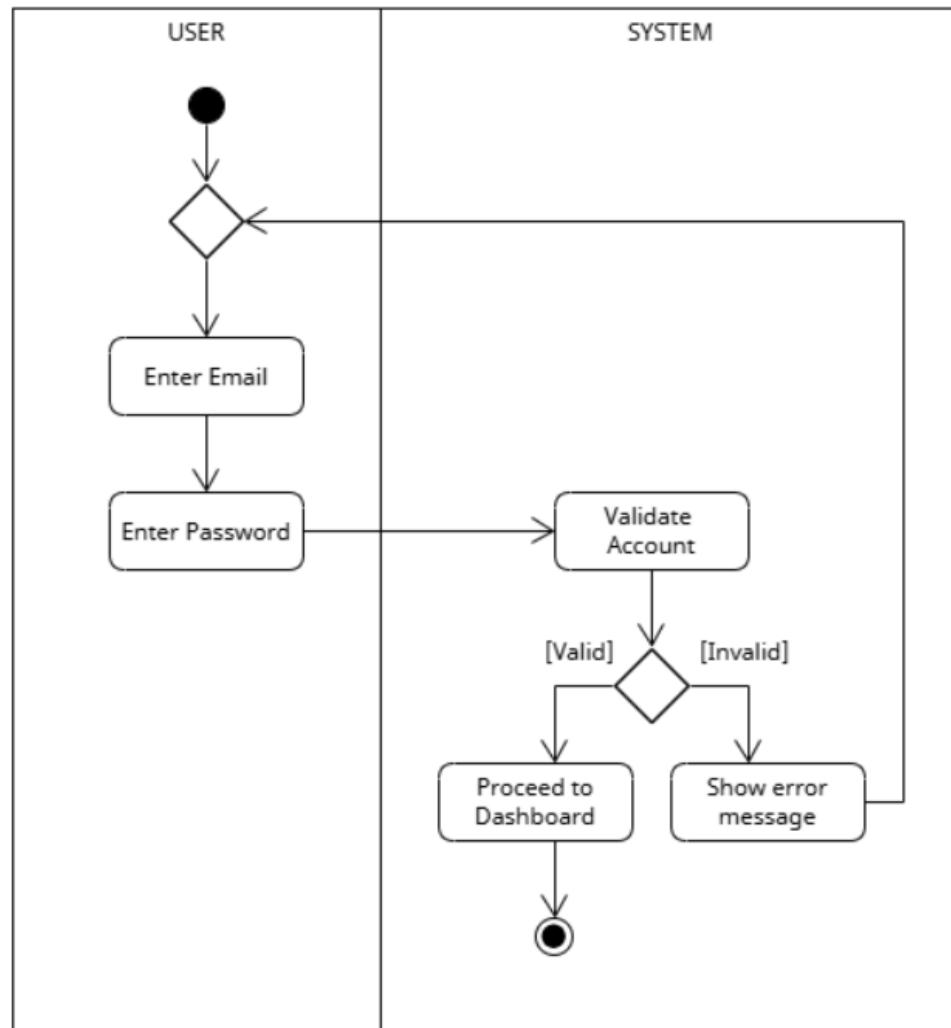 USER
SYSTEM
Enter Email
Enter Password
Validate
Account
[Valid]
[Invalid]
Proceed to
Dashboard
Show error
message